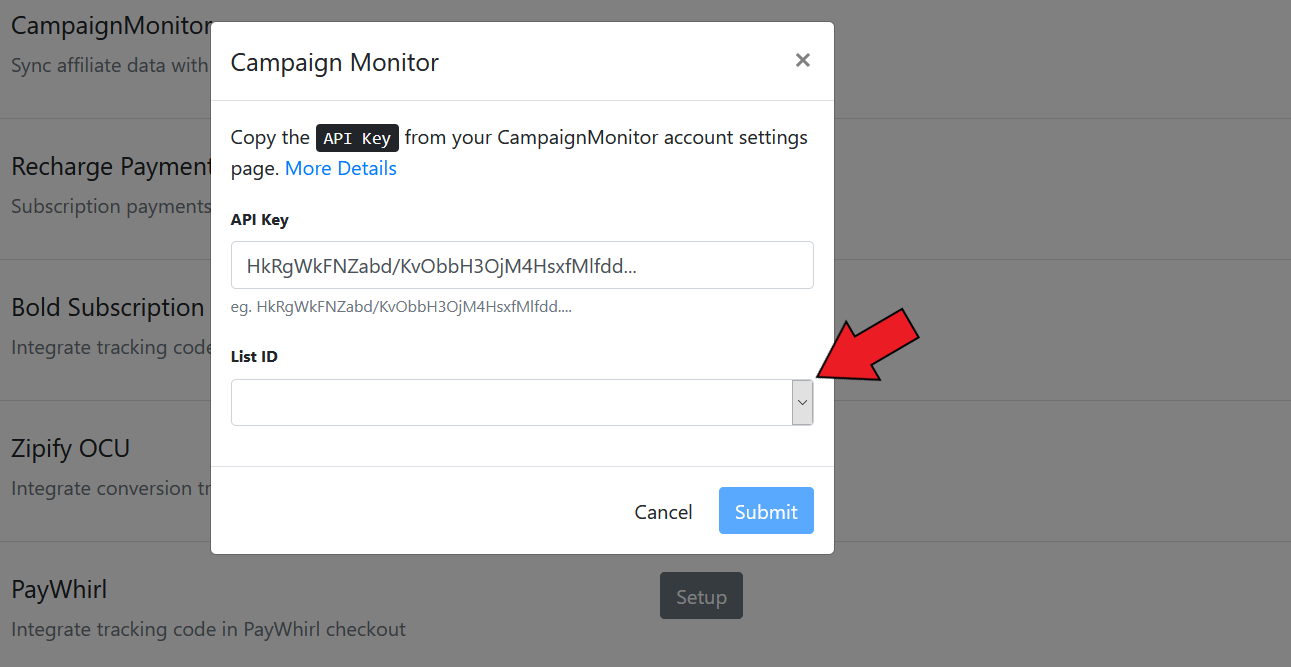 CampaignMonitor
Sync affiliate data with
Recharge Payment
Subscription payments
Bold Subscription
Integrate tracking code
Zipify OCU
Integrate conversion tr
PayWhirl
Integrate tracking code in PayWhirl checkout
Setup
Campaign Monitor
×
Copy the API Key from your CampaignMonitor account settings
page. More Details
API Key
HkRgWkFNZabd/KvObbH3OjM4HsxfMlfdd...
eg. HkRgWkFNZabd/KvObbH3OjM4HsxfMlfdd....
List ID
Cancel
Submit